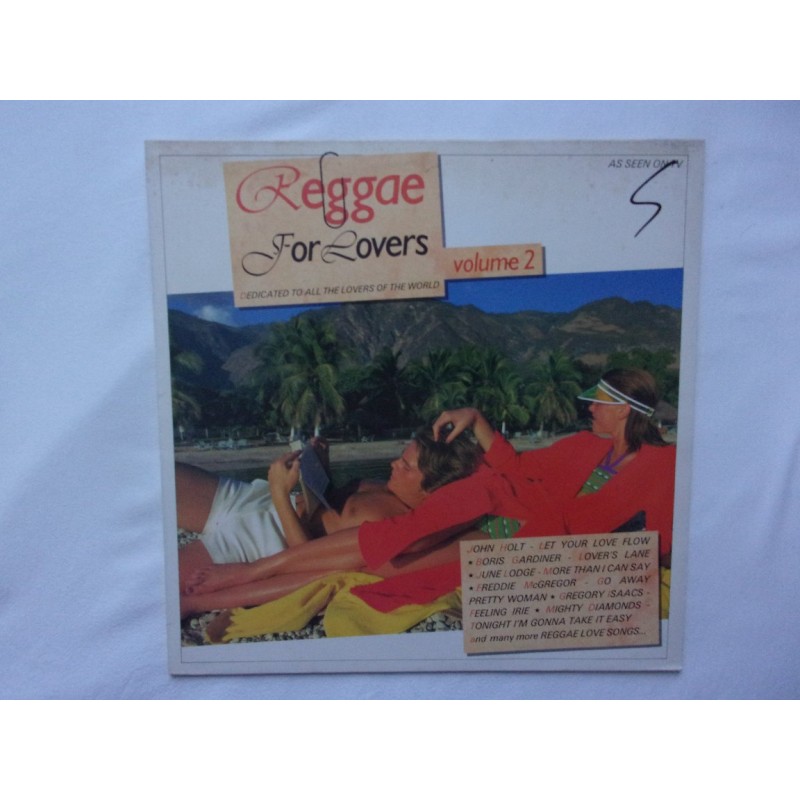 Reggae
For Lovers
volume 2
DEDICATED TO ALL THE LOVERS OF THE WORLD
AS SEEN ON TV
JOHN HOLT - LET YOUR LOVE FLOW
• BORIS GARDINER - LOVER'S LANE
• JUNE LODGE - MORE THAN I CAN SAY
• FREDDIE McGREGOR - GO AWAY
PRETTY WOMAN • GREGORY ISAACS -
FEELING IRIE • MIGHTY DIAMONDS -
TONIGHT I'M GONNA TAKE IT EASY
and many more REGGAE LOVE SONGS...